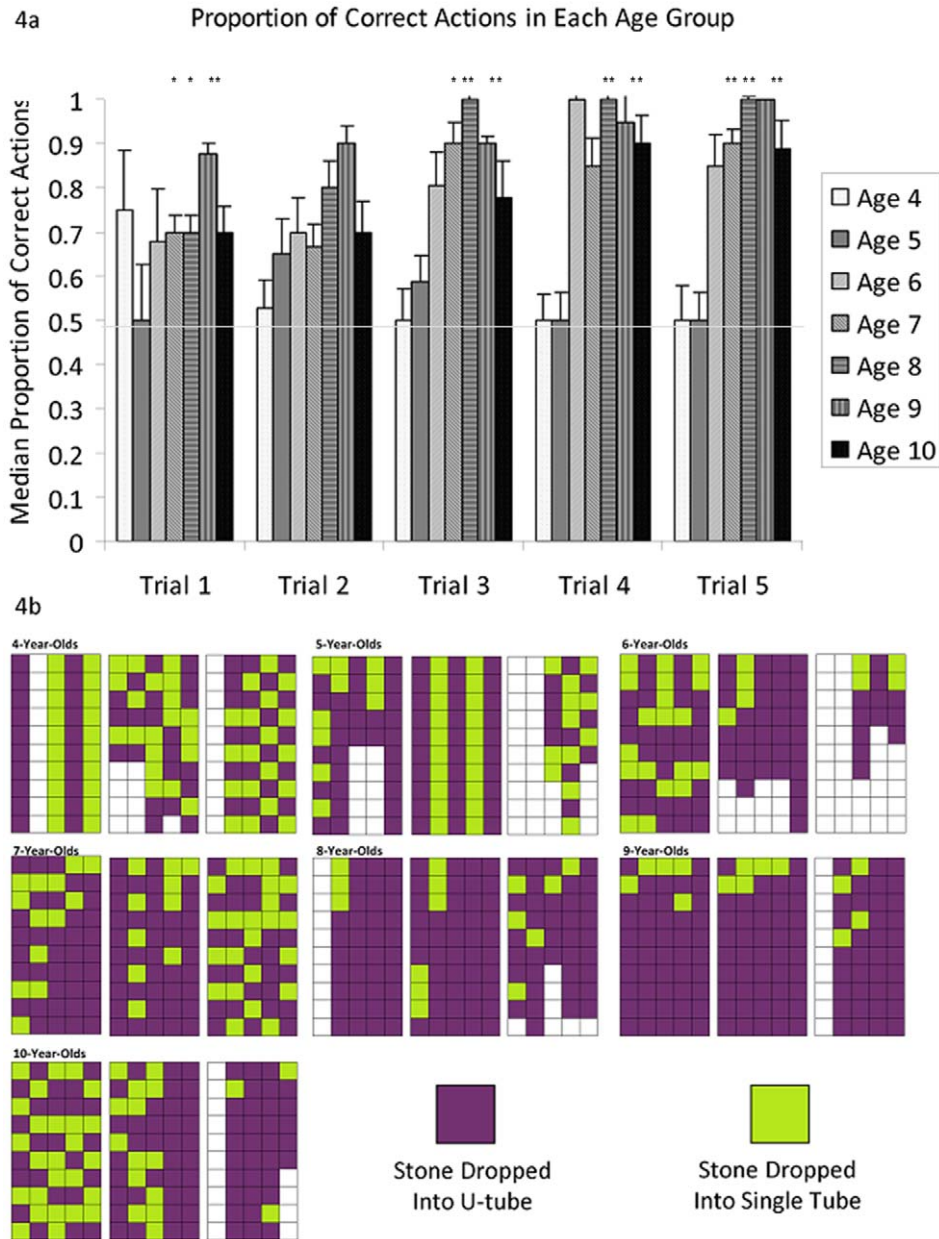 4a
Proportion of Correct Actions in Each Age Group
* * ** * ** ** ** ** ** ** **
Median Proportion of Correct Actions
1
0.9
0.8
0.7
0.6
0.5
0.4
0.3
0.2
0.1
0
Trial 1 Trial 2 Trial 3 Trial 4 Trial 5
Age 4
Age 5
Age 6
Age 7
Age 8
Age 9
Age 10
4b
4-Year-Olds 5-Year-Olds 6-Year-Olds
7-Year-Olds 8-Year-Olds 9-Year-Olds
10-Year-Olds
Stone Dropped
Into U-tube
Stone Dropped
Into Single Tube